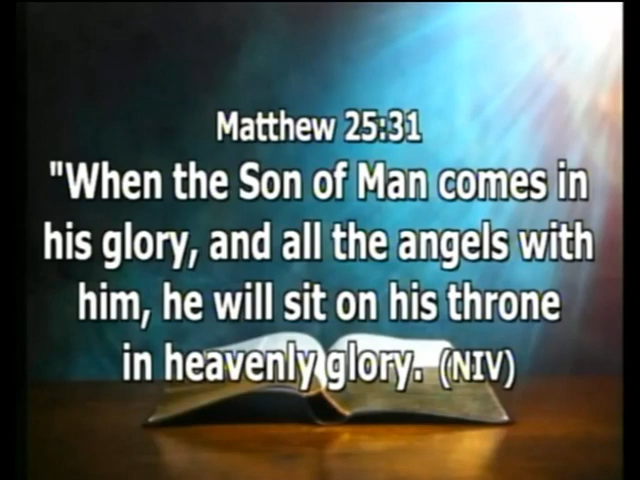 Matthew 25:31
"When the Son of Man comes in
his glory, and all the angels with
him, he will sit on his throne
in heavenly glory. (NIV)